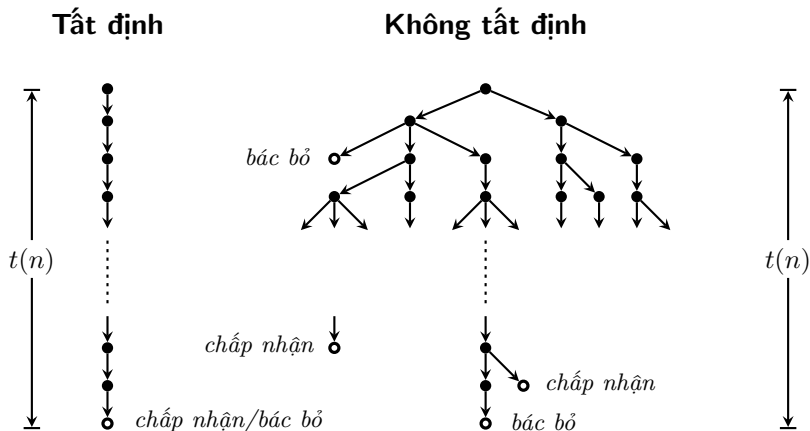 Tất định
Không tất định
bác bỏ
t(n)
t(n)
chấp nhận
chấp nhận
chấp nhận/bác bỏ
bác bỏ